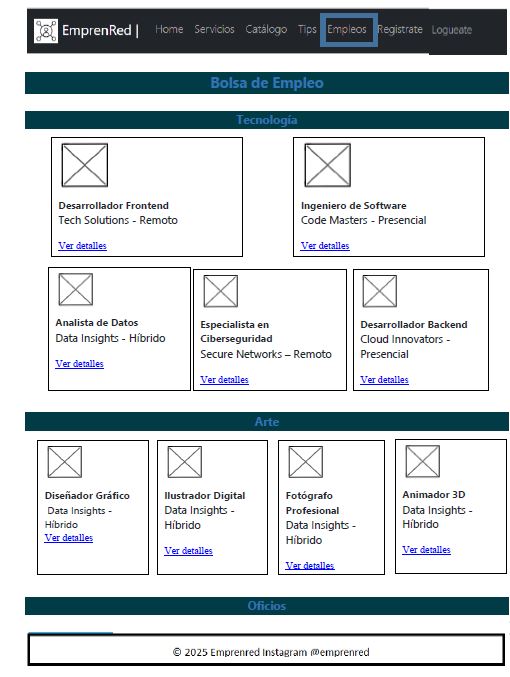 EmprenRed | Home Servicios Catálogo Tips Empleos Regístrate Logueate
Bolsa de Empleo
Tecnología
Desarrollador Frontend
Tech Solutions - Remoto
Ver detalles
Ingeniero de Software
Code Masters - Presencial
Ver detalles
Analista de Datos
Data Insights - Híbrido
Ver detalles
Especialista en
Ciberseguridad
Secure Networks – Remoto
Ver detalles
Desarrollador Backend
Cloud Innovators -
Presencial
Ver detalles
Arte
Diseñador Gráfico
Data Insights -
Híbrido
Ver detalles
Ilustrador Digital
Data Insights -
Híbrido
Ver detalles
Fotógrafo
Profesional
Data Insights -
Híbrido
Ver detalles
Animador 3D
Data Insights -
Híbrido
Ver detalles
Oficios
© 2025 Emprenred Instagram @emprenred